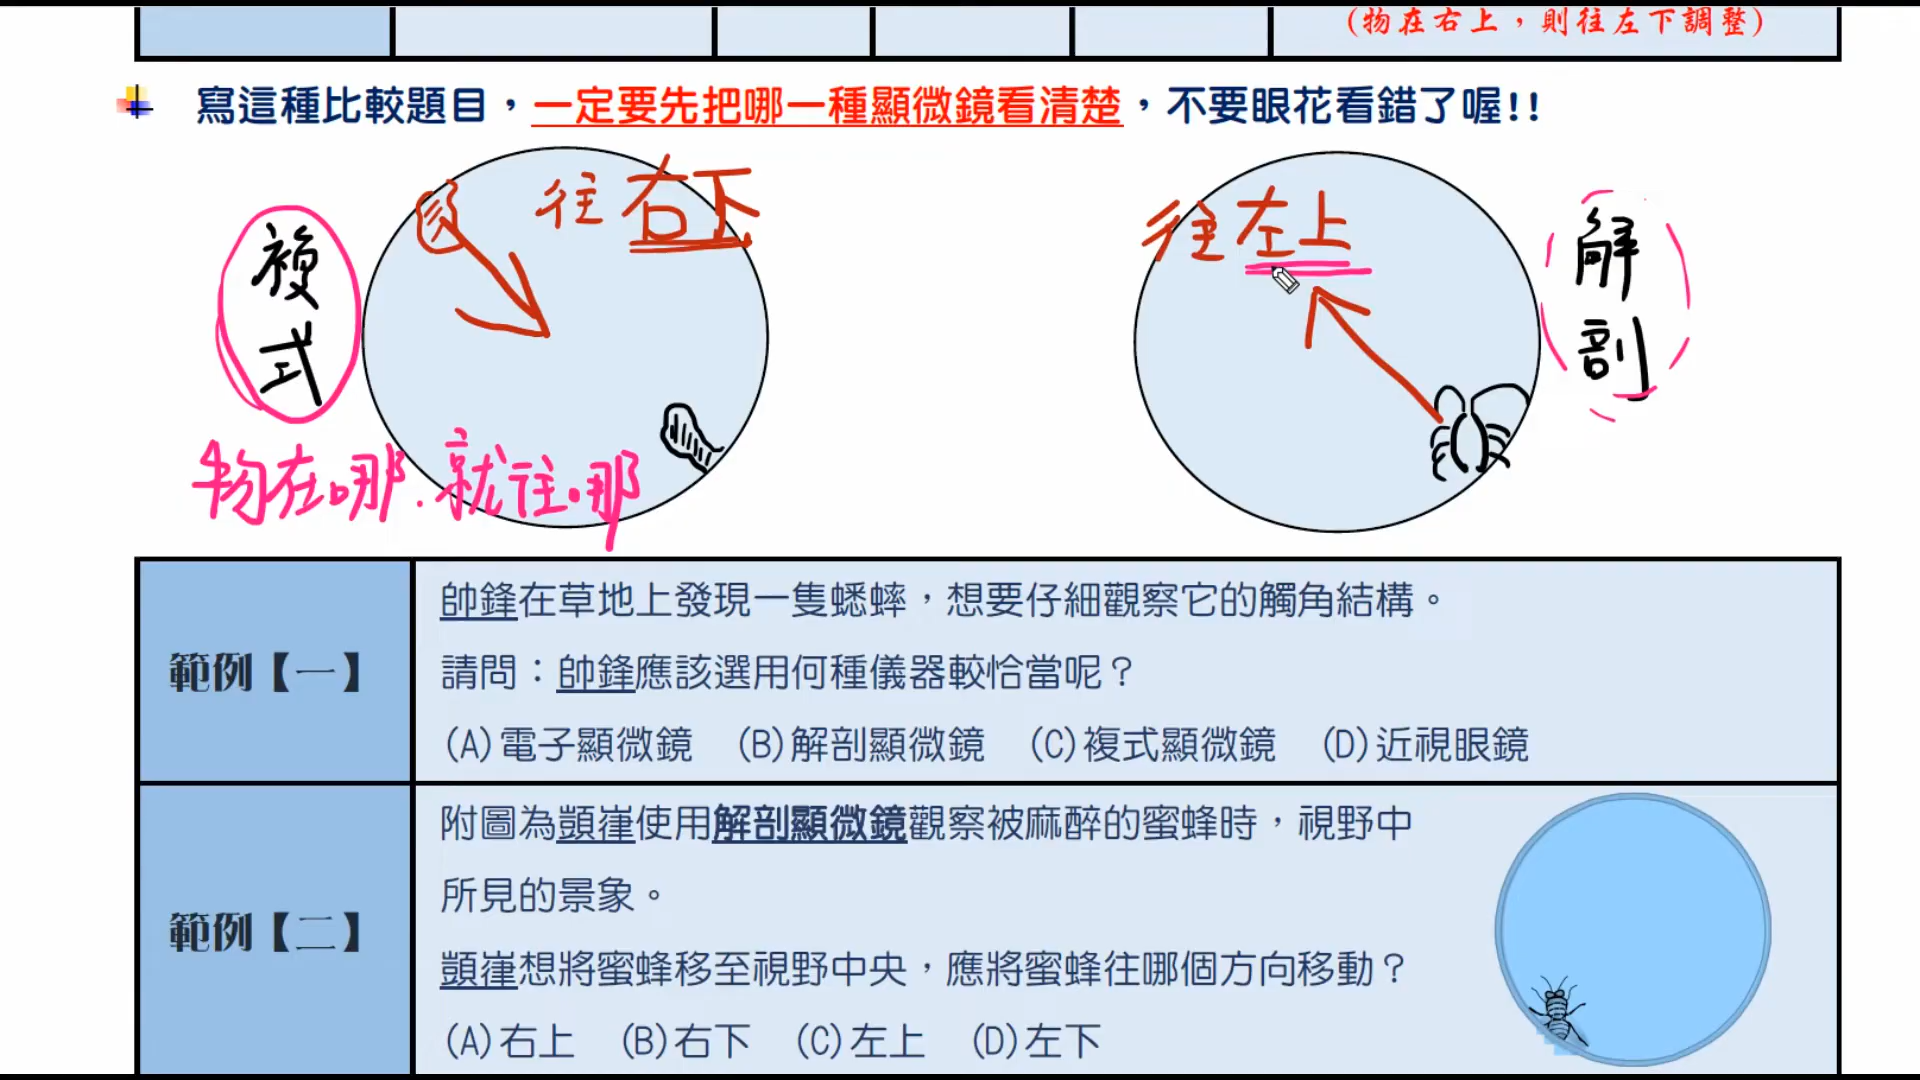 (物在右上，則往左下調整)
寫這種比較題目，一定要先把哪一種顯微鏡看清楚，不要眼花看錯了喔!!
複式
往右下
往左上
解剖
物在哪.就往哪
範例【一】
帥鋒在草地上發現一隻蟋蟀，想要仔細觀察它的觸角結構。
請問：帥鋒應該選用何種儀器較恰當呢？
(A)電子顯微鏡 (B)解剖顯微鏡 (C)複式顯微鏡 (D)近視眼鏡
範例【二】
附圖為顗嵂使用解剖顯微鏡觀察被麻醉的蜜蜂時，視野中
所見的景象。
顗嵂想將蜜蜂移至視野中央，應將蜜蜂往哪個方向移動？
(A)右上 (B)右下 (C)左上 (D)左下